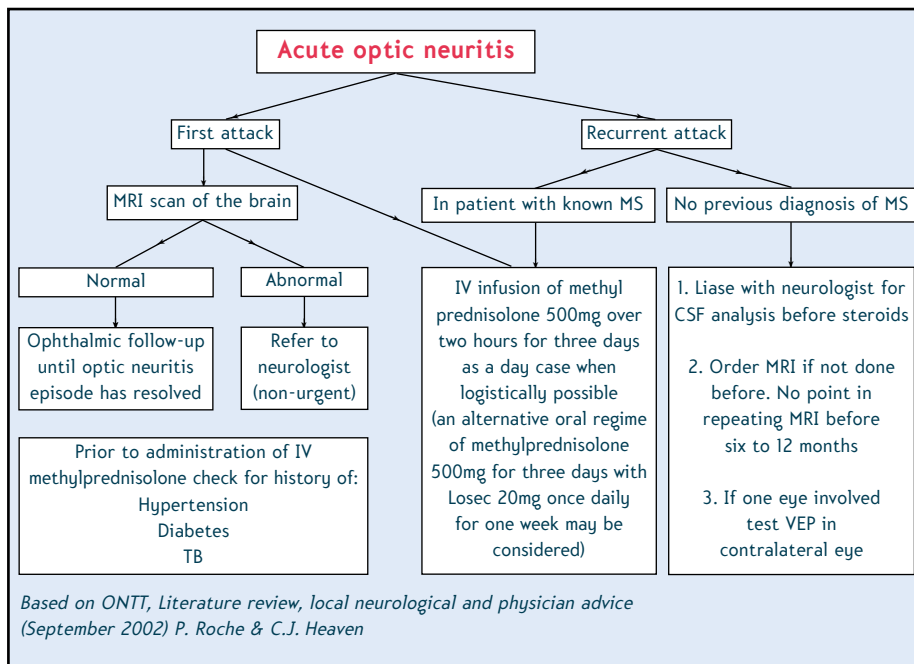 Acute optic neuritis
First attack
Recurrent attack
MRI scan of the brain
In patient with known MS
No previous diagnosis of MS
Normal
Abnormal
Ophthalmic follow-up
until optic neuritis
episode has resolved
Refer to
neurologist
(non-urgent)
IV infusion of methyl
prednisolone 500mg over
two hours for three days
as a day case when
logistically possible
(an alternative oral regime
of methylprednisolone
500mg for three days with
Losec 20mg once daily
for one week may be
considered)
1. Liase with neurologist for
CSF analysis before steroids
2. Order MRI if not done
before. No point in
repeating MRI before
six to 12 months
3. If one eye involved
test VEP in
contralateral eye
Prior to administration of IV
methylprednisolone check for history of:
Hypertension
Diabetes
TB
Based on ONTT, Literature review, local neurological and physician advice
(September 2002) P. Roche & C.J. Heaven